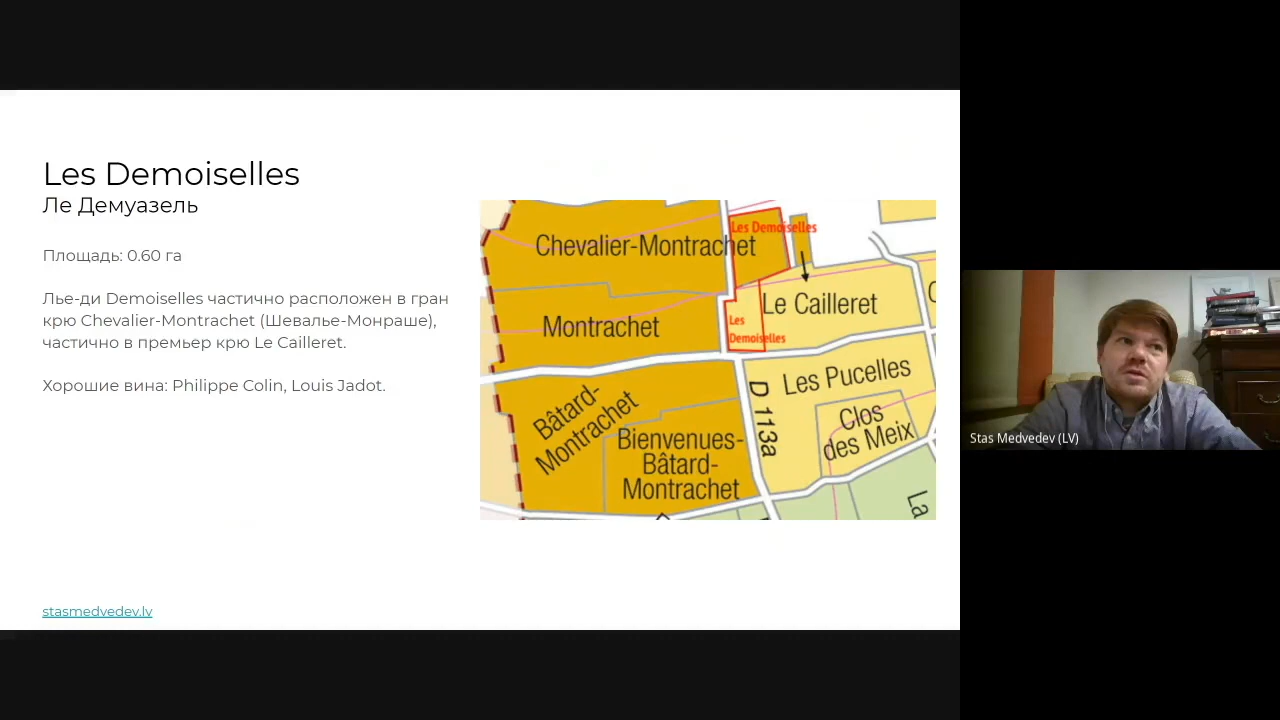 Les Demoiselles
Ле Демуазель
Площадь: 0.60 га
Лье-ди Demoiselles частично расположен в гран
крю Chevalier-Montrachet (Шевалье-Монраше),
частично в премьер крю Le Cailleret.
Хорошие вина: Philippe Colin, Louis Jadot.
stasmedvedev.lv
Les Demoiselles
Chevalier-Montrachet
Le Cailleret
Montrachet
Les
Demoiselles
Les Pucelles
D 113a
Bâtard-
Montrachet
Clos
des Meix
Bienvenues-
Bâtard-
Montrachet
La
Stas Medvedev (LV)